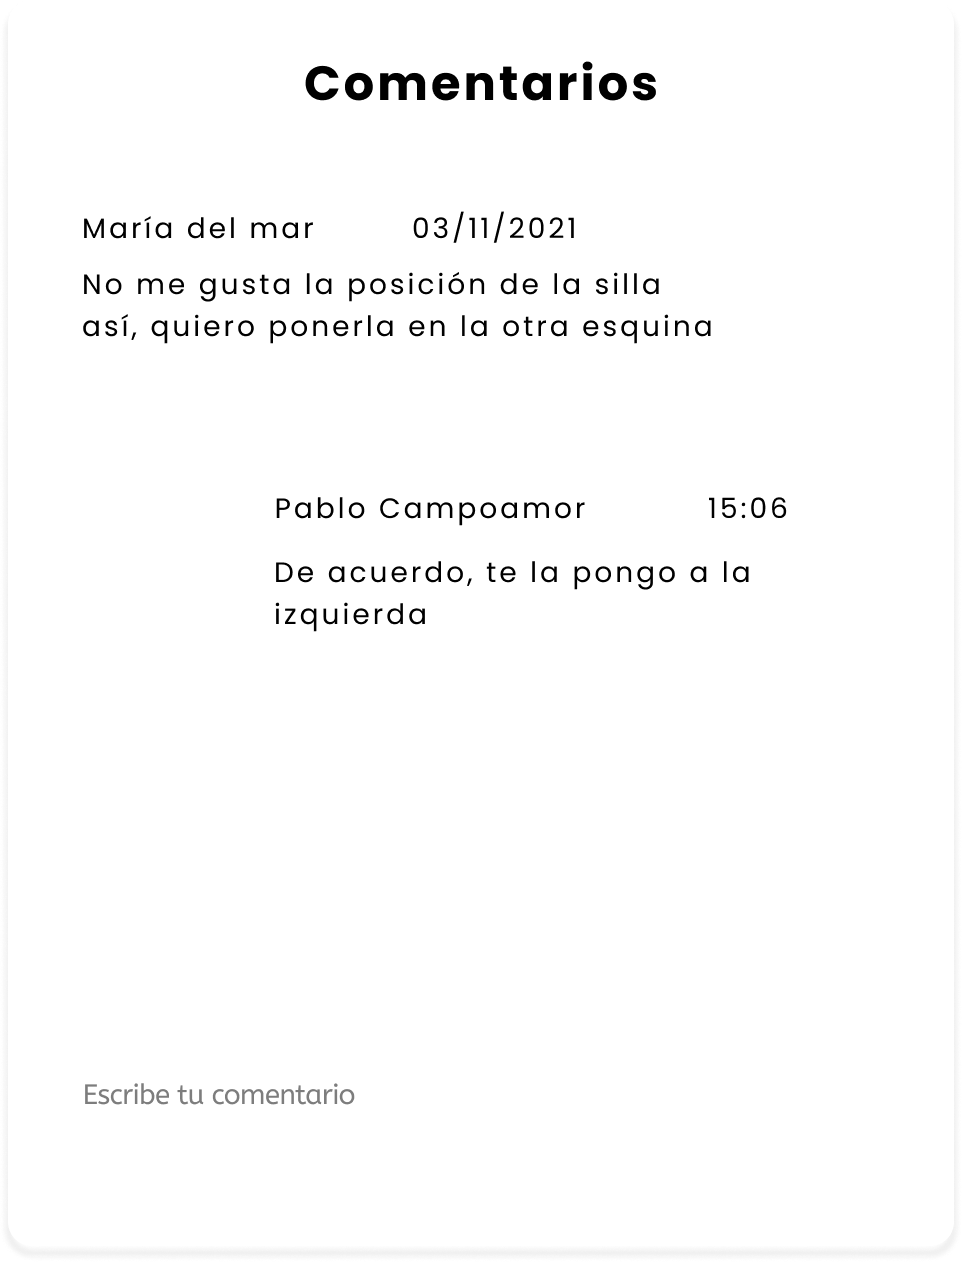 Comentarios
María del mar 03/11/2021
No me gusta la posición de la silla
así, quiero ponerla en la otra esquina
Pablo Campoamor 15:06
De acuerdo, te la pongo a la
izquierda
Escribe tu comentario